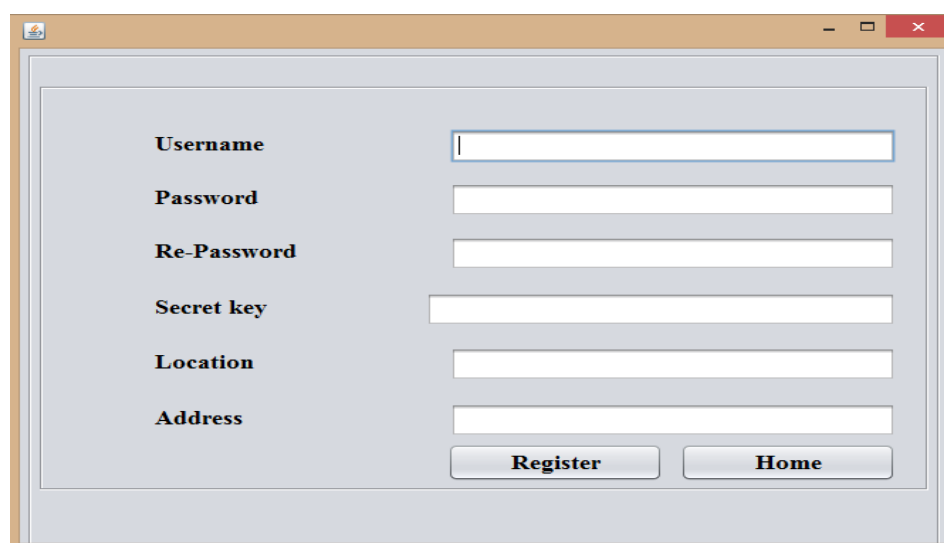 Username
Password
Re-Password
Secret key
Location
Address
Register Home